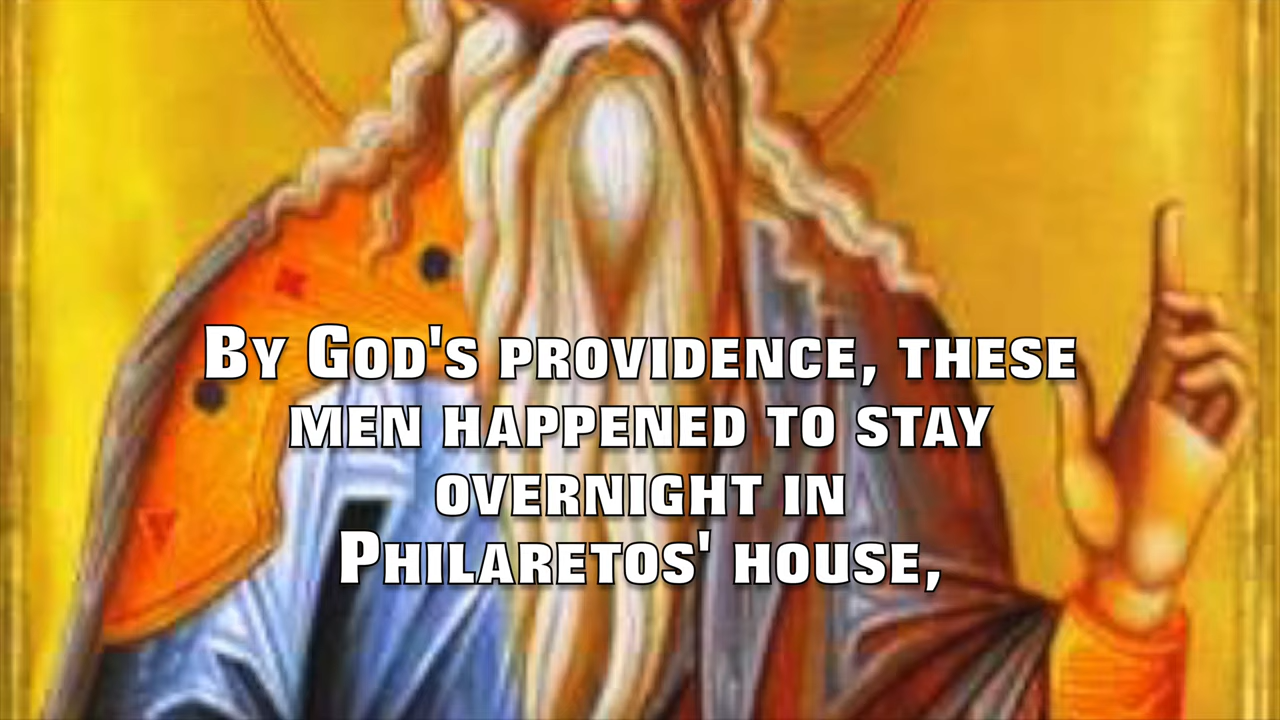 By God's providence, these
men happened to stay
overnight in
Philaretos' house,